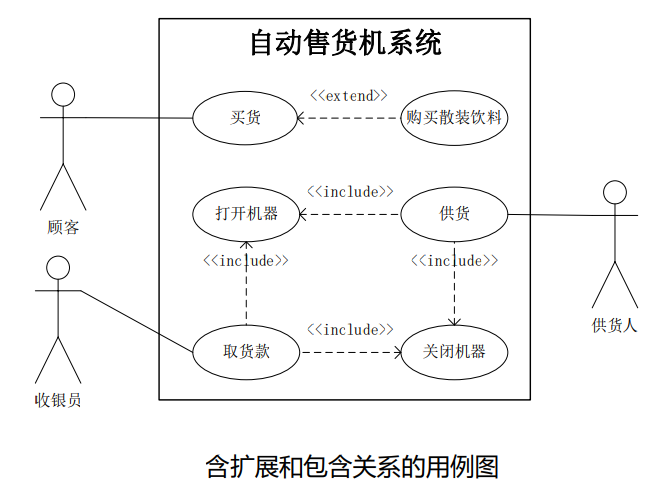 自动售货机系统
<<extend>>
买货
购买散装饮料
顾客
<<include>>
打开机器
供货
<<include>>
<<include>>
供货人
<<include>>
取货款
关闭机器
收银员
含扩展和包含关系的用例图